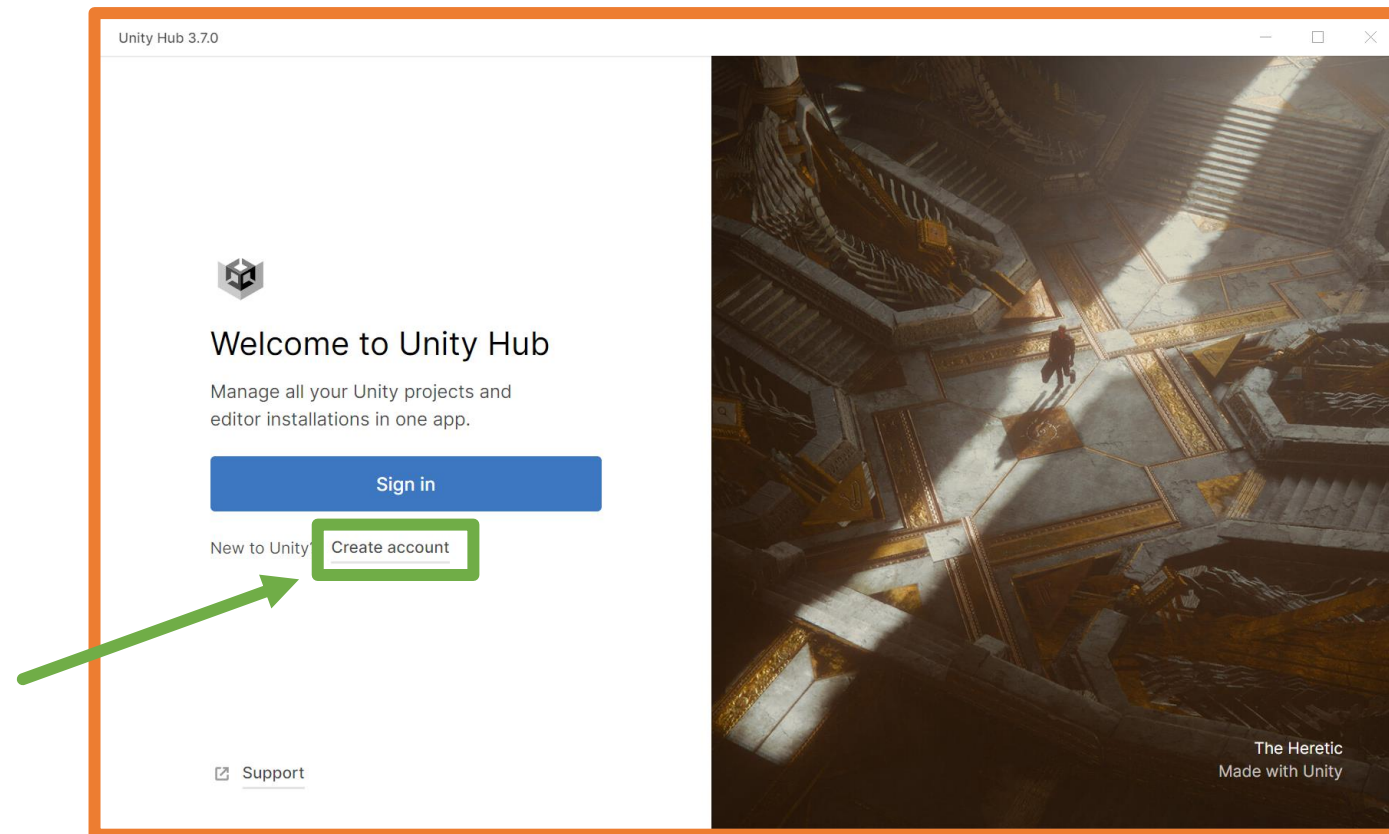 Unity Hub 3.7.0
Welcome to Unity Hub
Manage all your Unity projects and
editor installations in one app.
Sign in
New to Unity? Create account
Support
The Heretic
Made with Unity